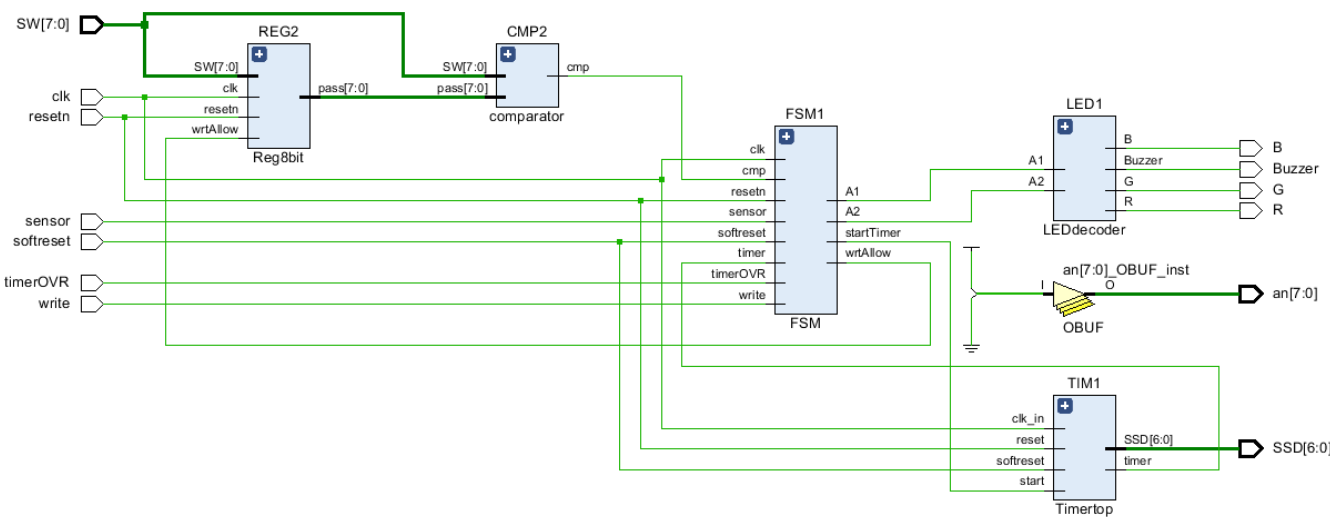 SW[7:0]
clk
resetn
sensor
softreset
timerOVR
write
REG2
SW[7:0]
clk
resetn
wrtAllow
pass[7:0]
Reg8bit
CMP2
SW[7:0]
pass[7:0]
cmp
comparator
FSM1
clk
cmp
resetn
sensor
softreset
timer
timerOVR
write
A1
A2
startTimer
wrtAllow
FSM
LED1
A1
A2
B
Buzzer
G
R
LEDdecoder
B
Buzzer
G
R
an[7:0]_OBUF_inst
I
O
OBUF
an[7:0]
TIM1
clk_in
reset
softreset
start
SSD[6:0]
timer
Timertop
SSD[6:0]